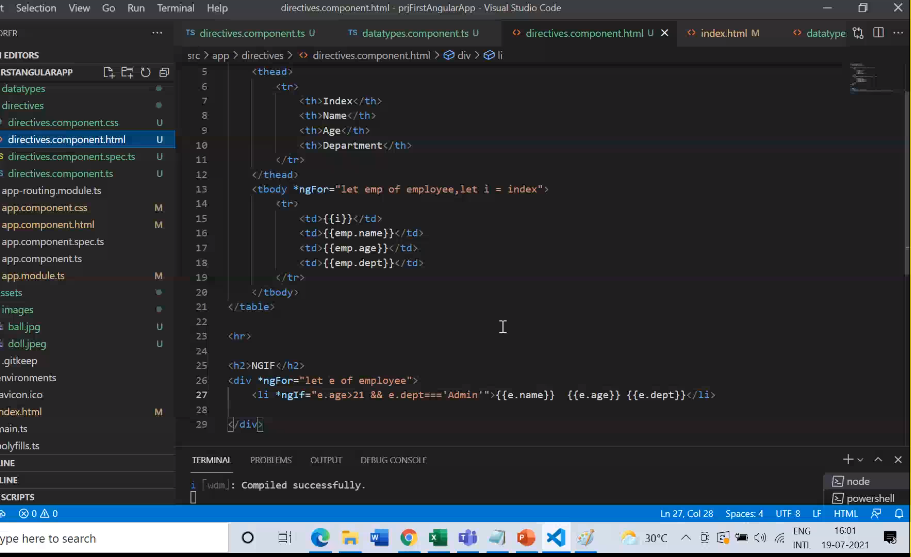 Selection View Go Run Terminal Help directives.component.html - prjFirstAngularApp - Visual Studio Code
directives.component.ts U datatypes.component.ts U directives.component.html U index.html M datatype
N EDITORS
RSTANGULARAPP
datatypes
directives
directives.component.css U
directives.component.html U
directives.component.spec.ts U
directives.component.ts U
app-routing.module.ts
app.component.css M
app.component.html M
app.component.spec.ts
app.component.ts
app.module.ts M
assets
images
ball.jpg U
doll.jpeg U
.gitkeep
environments
avicon.ico
ndex.html M
main.ts
polyfills.ts
LINE
LINE
SCRIPTS
src > app > directives > directives.component.html > div > li
5 <thead>
6 <tr>
7 <th>Index</th>
8 <th>Name</th>
9 <th>Age</th>
10 <th>Department</th>
11 </tr>
12 </thead>
13 <tbody *ngFor="let emp of employee,let i = index">
14 <tr>
15 <td>{{i}}</td>
16 <td>{{emp.name}}</td>
17 <td>{{emp.age}}</td>
18 <td>{{emp.dept}}</td>
19 </tr>
20 </tbody>
21 </table>
22
23 <hr>
24
25 <h2>NGIF</h2>
26 <div *ngFor="let e of employee">
27 <li *ngIf="e.age>21 && e.dept==='Admin'">{{e.name}} {{e.age}} {{e.dept}}</li>
28
29 </div>
TERMINAL PROBLEMS OUTPUT DEBUG CONSOLE
i ｢wdm｣: Compiled successfully.
node
powershell
0 0 Ln 27, Col 28 Spaces: 4 UTF-8 LF HTML
ype here to search 30°C ENG INTL 16:01 19-07-2021